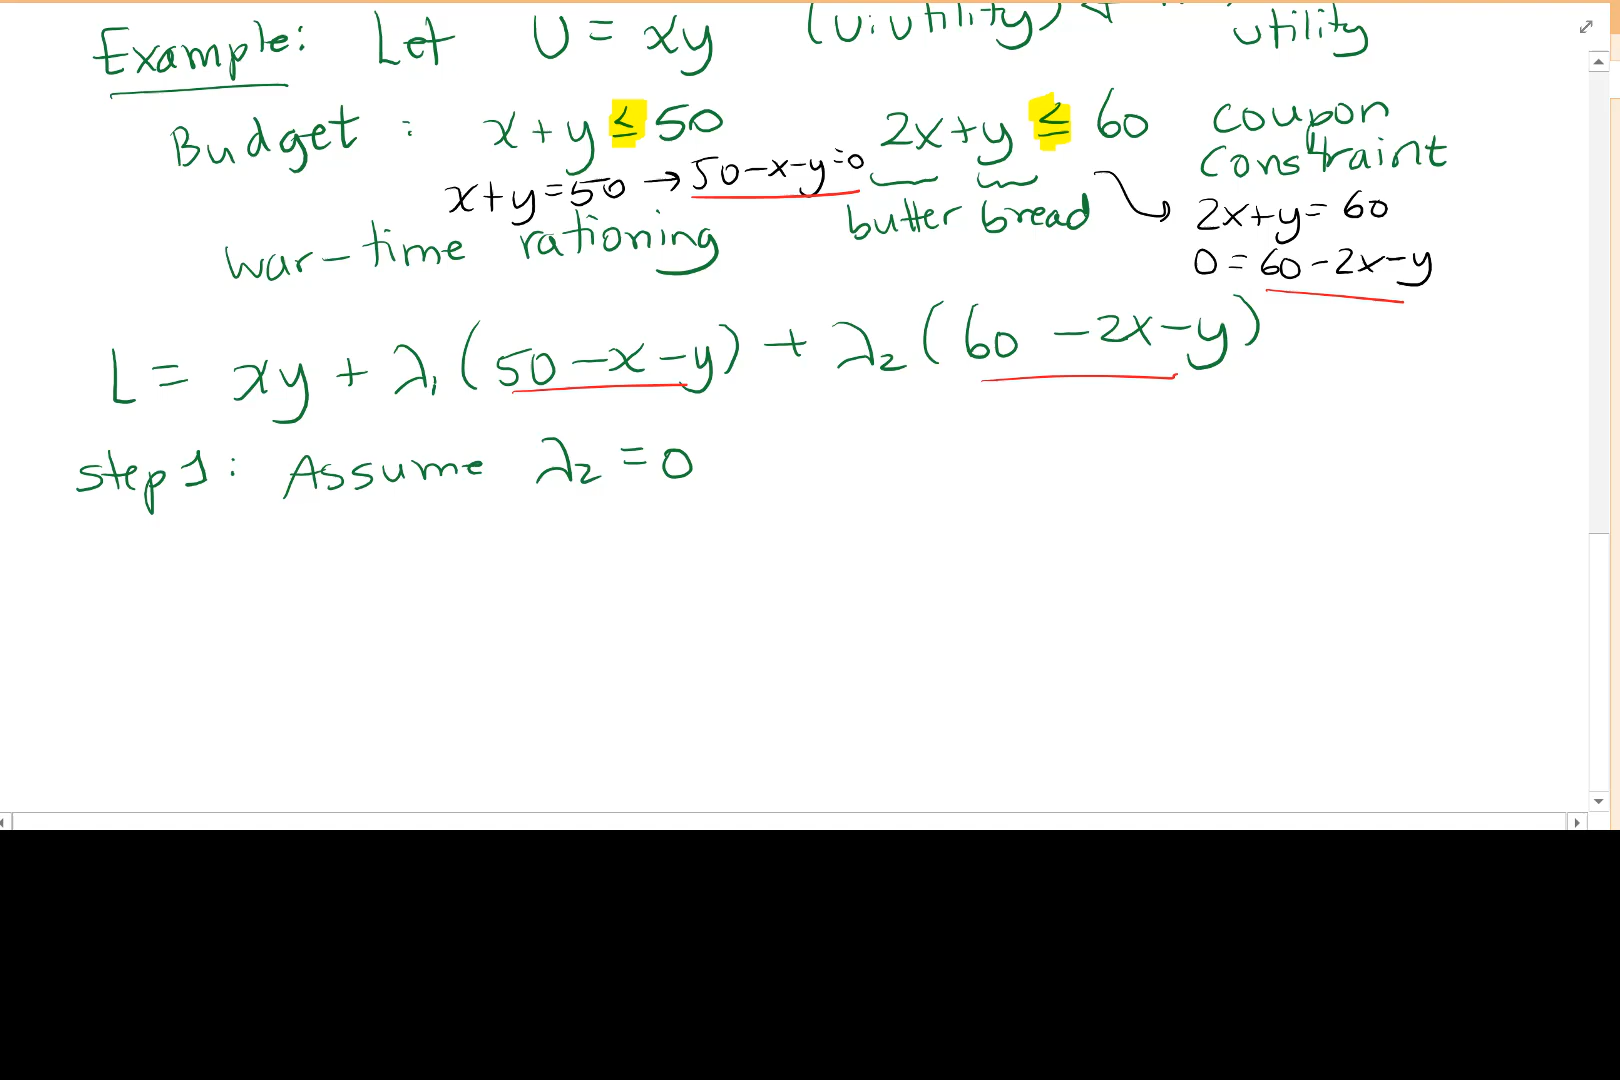 Example: Let U = xy (U: utility) utility
Budget : x + y ≤ 50 2x + y ≤ 60 coupon constraint
x + y = 50 → 50 - x - y = 0
butter bread
2x + y = 60
war-time rationing
0 = 60 - 2x - y
L = xy + λ₁ (50 - x - y) + λ₂ (60 - 2x - y)
Step 1 : Assume λ₂ = 0